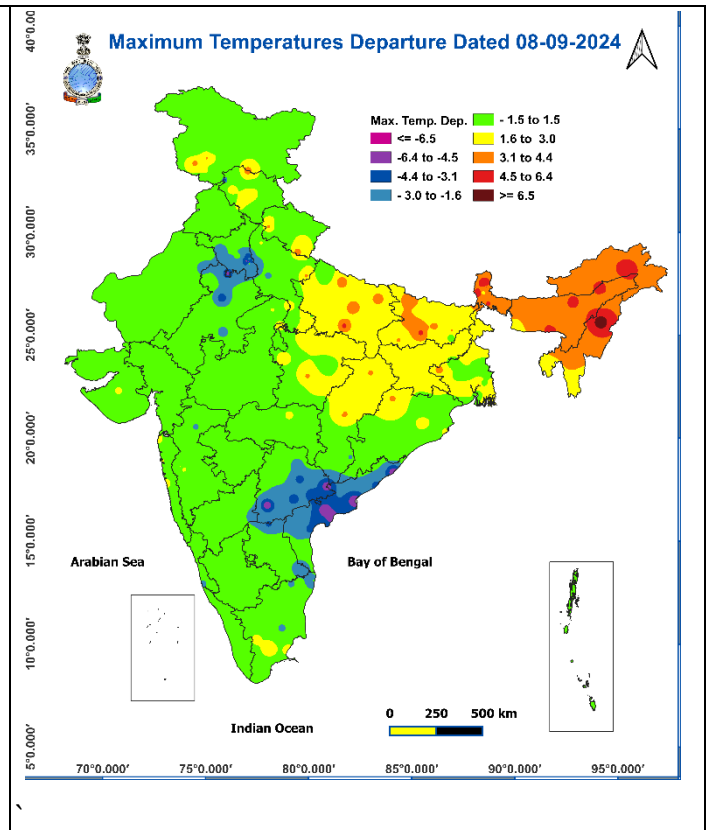 Maximum Temperatures Departure Dated 08-09-2024
Max. Temp. Dep.
<= -6.5
-6.4 to -4.5
-4.4 to -3.1
- 3.0 to -1.6
- 1.5 to 1.5
1.6 to 3.0
3.1 to 4.4
4.5 to 6.4
>= 6.5
40°0.000'
35°0.000'
30°0.000'
25°0.000'
20°0.000'
15°0.000'
10°0.000'
5°0.000'
Arabian Sea
Bay of Bengal
Indian Ocean
0 250 500 km
70°0.000' 75°0.000' 80°0.000' 85°0.000' 90°0.000' 95°0.000'
`